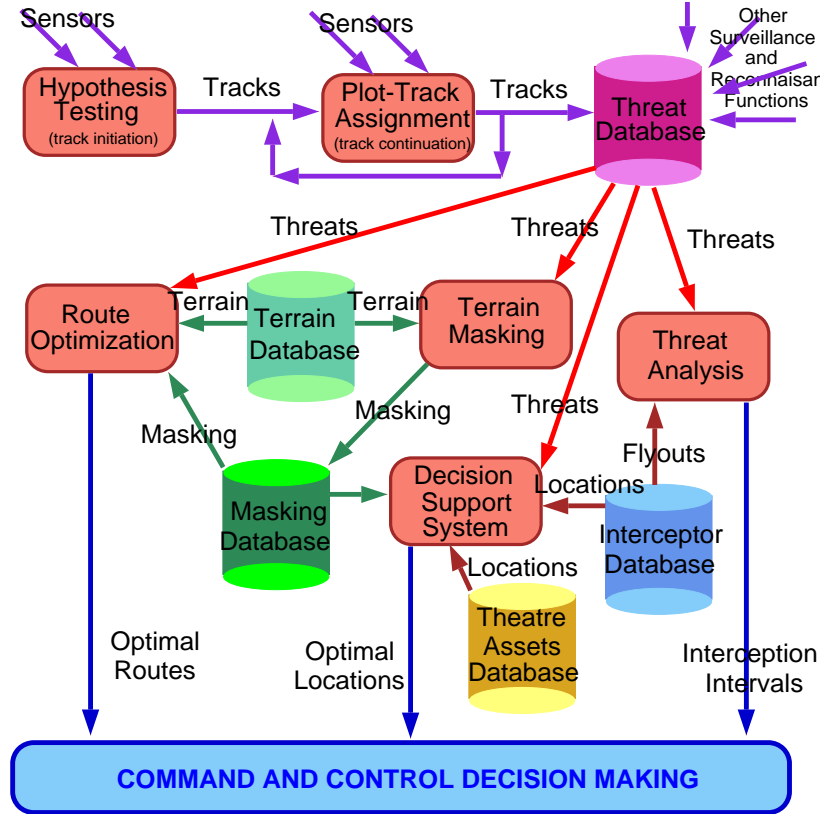 Sensors
Sensors
Other
Surveillance
and
Reconnaisan
Functions
Hypothesis
Testing
(track initiation)
Tracks
Plot-Track
Assignment
(track continuation)
Tracks
Threat
Database
Threats
Threats
Threats
Route
Optimization
Terrain
Terrain
Database
Terrain
Terrain
Masking
Threat
Analysis
Masking
Masking
Threats
Flyouts
Masking
Database
Decision
Support
System
Locations
Interceptor
Database
Locations
Theatre
Assets
Database
Optimal
Routes
Optimal
Locations
Interception
Intervals
COMMAND AND CONTROL DECISION MAKING